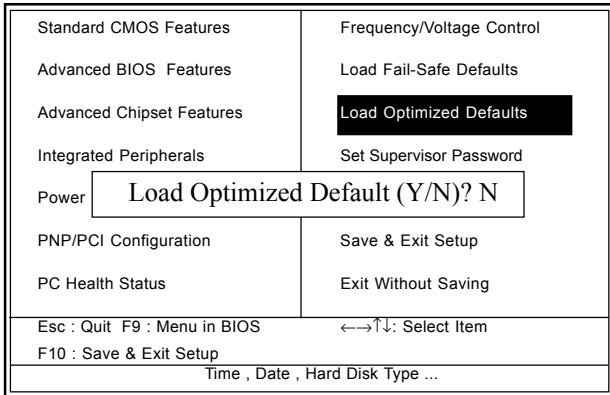 Standard CMOS Features
Frequency/Voltage Control
Advanced BIOS Features
Load Fail-Safe Defaults
Advanced Chipset Features
Load Optimized Defaults
Integrated Peripherals
Set Supervisor Password
Power
Load Optimized Default (Y/N)? N
PNP/PCI Configuration
Save & Exit Setup
PC Health Status
Exit Without Saving
Esc : Quit F9 : Menu in BIOS
←→↑↓: Select Item
F10 : Save & Exit Setup
Time , Date , Hard Disk Type ...